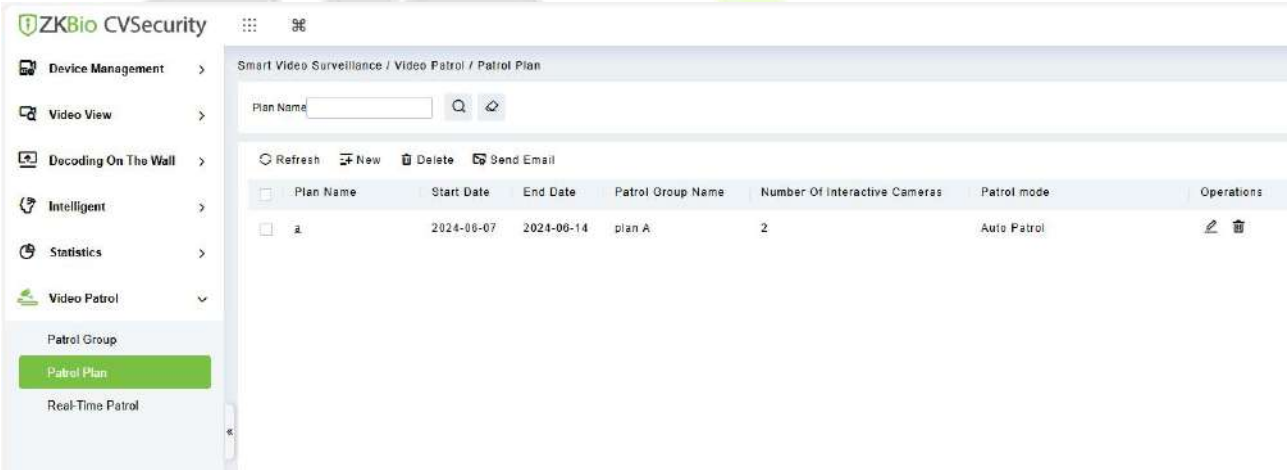 ZKBio CVSecurity
Device Management
Video View
Decoding On The Wall
Intelligent
Statistics
Video Patrol
Patrol Group
Patrol Plan
Real-Time Patrol
Smart Video Surveillance / Video Patrol / Patrol Plan
Plan Name
Refresh New Delete Send Email
Plan Name Start Date End Date Patrol Group Name Number Of Interactive Cameras Patrol mode Operations
a 2024-06-07 2024-06-14 plan A 2 Auto Patrol